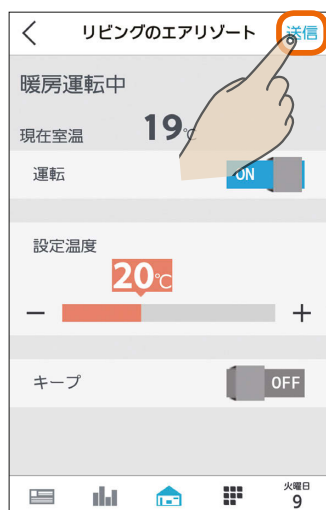 リビングのエアリゾート 送信
暖房運転中
現在室温 19℃
運転 ON
設定温度
20℃
− +
キープ OFF
火曜日
9